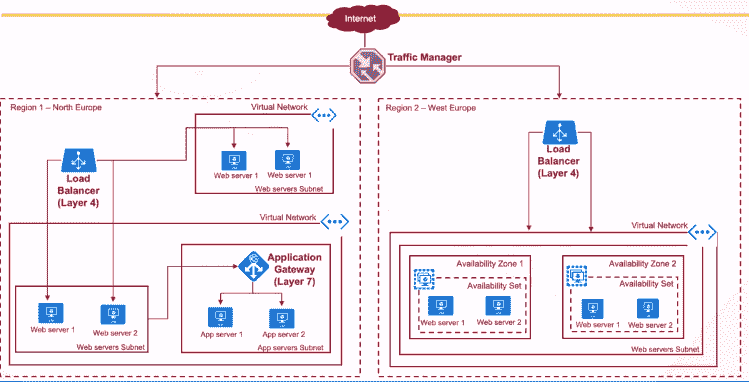 Internet
Traffic Manager
Region 1 – North Europe
Virtual Network
Load
Balancer
(Layer 4)
Web server 1
Web server 1
Web servers Subnet
Virtual Network
Application
Gateway
(Layer 7)
Web server 1
Web server 2
Web servers Subnet
App server 1
App server 2
App servers Subnet
Region 2 – West Europe
Load
Balancer
(Layer 4)
Virtual Network
Availability Zone 1
Availability Set
Web server 1
Web server 2
Availability Zone 2
Availability Set
Web server 1
Web server 2
Web servers Subnet